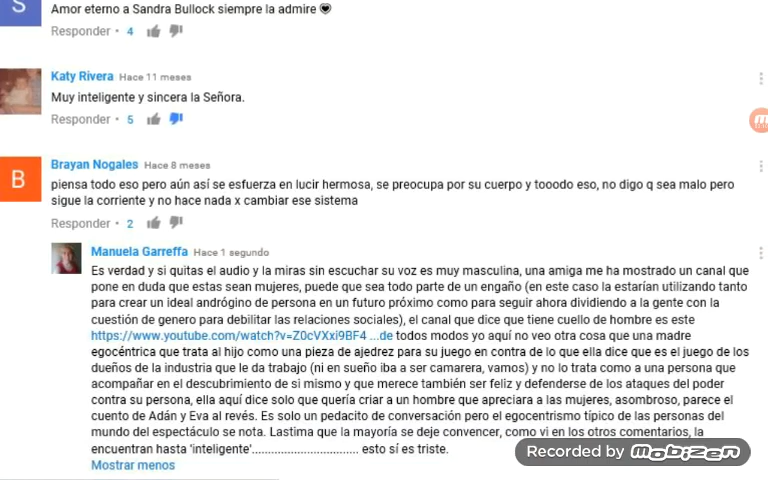 S
Amor eterno a Sandra Bullock siempre la admire 🖤
Responder • 4
Katy Rivera Hace 11 meses
Muy inteligente y sincera la Señora.
Responder • 5
B
Brayan Nogales Hace 8 meses
piensa todo eso pero aún así se esfuerza en lucir hermosa, se preocupa por su cuerpo y tooodo eso, no digo q sea malo pero
sigue la corriente y no hace nada x cambiar ese sistema
Responder • 2
Manuela Garreffa Hace 1 segundo
Es verdad y si quitas el audio y la miras sin escuchar su voz es muy masculina, una amiga me ha mostrado un canal que
pone en duda que estas sean mujeres, puede que sea todo parte de un engaño (en este caso la estarían utilizando tanto
para crear un ideal andrógino de persona en un futuro próximo como para seguir ahora dividiendo a la gente con la
cuestión de genero para debilitar las relaciones sociales), el canal que dice que tiene cuello de hombre es este
https://www.youtube.com/watch?v=Z0cVXxi9BF4 ...de todos modos yo aquí no veo otra cosa que una madre
egocéntrica que trata al hijo como una pieza de ajedrez para su juego en contra de lo que ella dice que es el juego de los
dueños de la industria que le da trabajo (ni en sueño iba a ser camarera, vamos) y no lo trata como a una persona que
acompañar en el descubrimiento de si mismo y que merece también ser feliz y defenderse de los ataques del poder
contra su persona, ella aquí dice solo que quería criar a un hombre que apreciara a las mujeres, asombroso, parece el
cuento de Adán y Eva al revés. Es solo un pedacito de conversación pero el egocentrismo típico de las personas del
mundo del espectáculo se nota. Lastima que la mayoría se deje convencer, como vi en los otros comentarios, la
encuentran hasta 'inteligente'................................. esto sí es triste.
Mostrar menos
Recorded by Mobizen